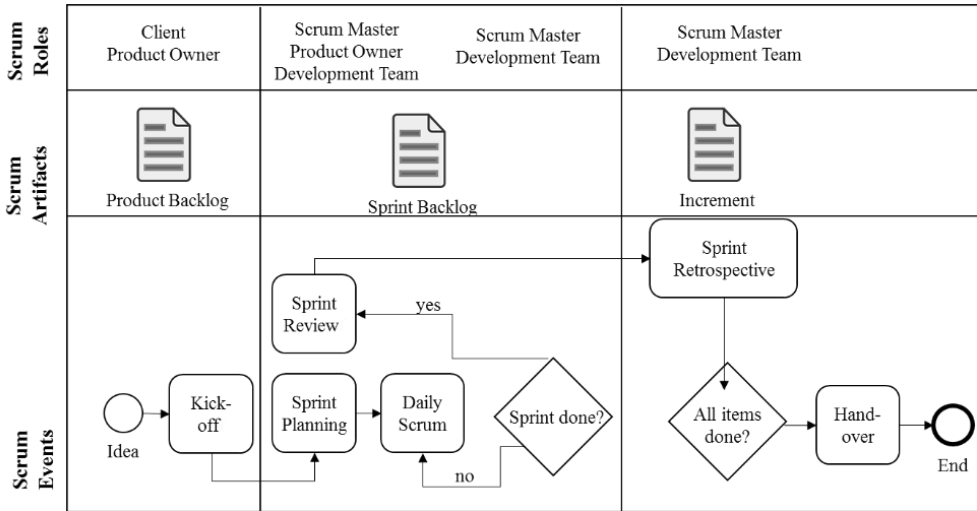 Scrum
Roles
Client
Product Owner
Scrum Master
Product Owner
Development Team
Scrum Master
Development Team
Scrum Master
Development Team
Scrum
Artifacts
Product Backlog
Sprint Backlog
Increment
Scrum
Events
Sprint
Retrospective
Sprint
Review
yes
Idea
Kick-
off
Sprint
Planning
Daily
Scrum
Sprint done?
no
All items
done?
Hand-
over
End